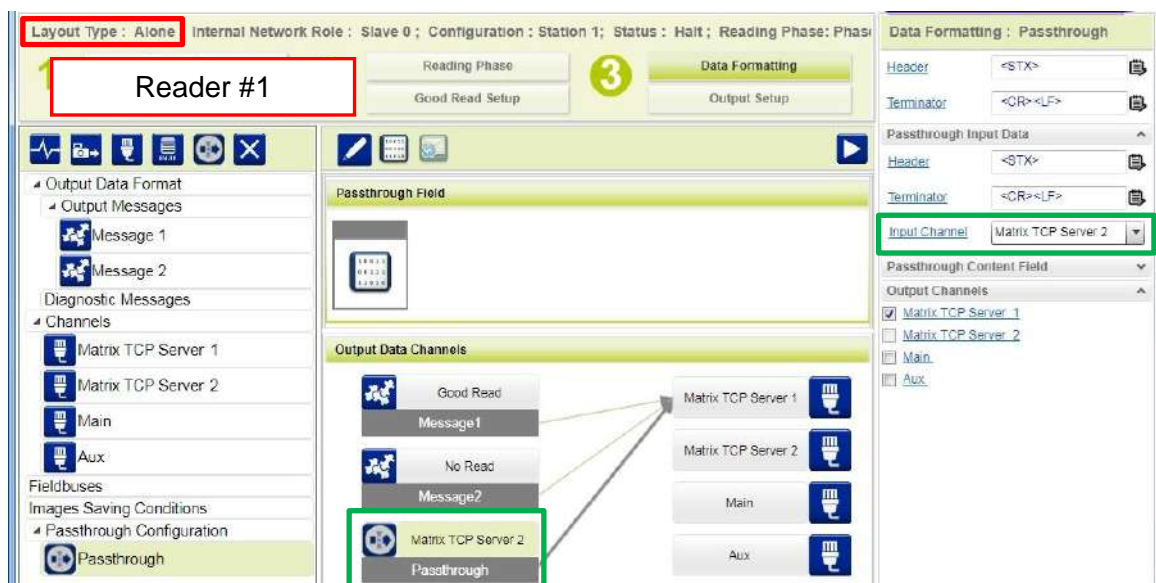 Layout Type : Alone Internal Network Role : Slave 0 ; Configuration : Station 1; Status : Halt ; Reading Phase: Phas
Reader #1
Reading Phase
Good Read Setup
3
Data Formatting
Output Setup
Output Data Format
Output Messages
Message 1
Message 2
Diagnostic Messages
Channels
Matrix TCP Server 1
Matrix TCP Server 2
Main
Aux
Fieldbuses
Images Saving Conditions
Passthrough Configuration
Passthrough
Passthrough Field
Output Data Channels
Good Read
Message1
No Read
Message2
Matrix TCP Server 2
Passthrough
Matrix TCP Server 1
Matrix TCP Server 2
Main
Aux
Data Formatting : Passthrough
Header <STX>
Terminator <CR><LF>
Passthrough Input Data
Header <STX>
Terminator <CR><LF>
Input Channel Matrix TCP Server 2
Passthrough Content Field
Output Channels
Matrix TCP Server 1
Matrix TCP Server 2
Main
Aux